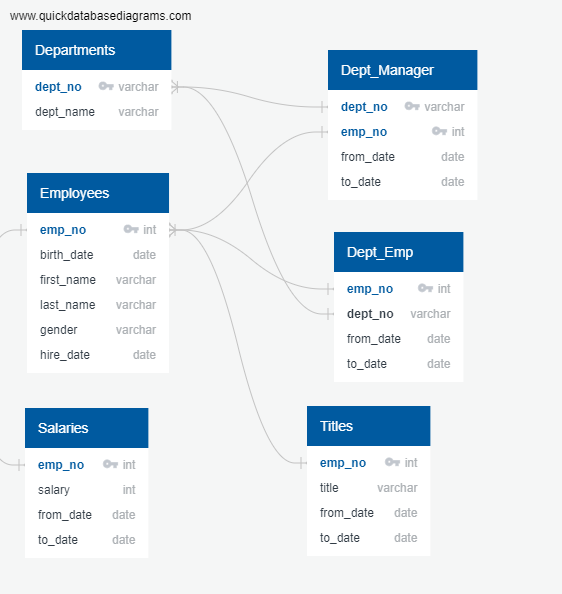 www.quickdatabasediagrams.com
Departments
dept_no varchar
dept_name varchar
Employees
emp_no int
birth_date date
first_name varchar
last_name varchar
gender varchar
hire_date date
Salaries
emp_no int
salary int
from_date date
to_date date
Dept_Manager
dept_no varchar
emp_no int
from_date date
to_date date
Dept_Emp
emp_no int
dept_no varchar
from_date date
to_date date
Titles
emp_no int
title varchar
from_date date
to_date date